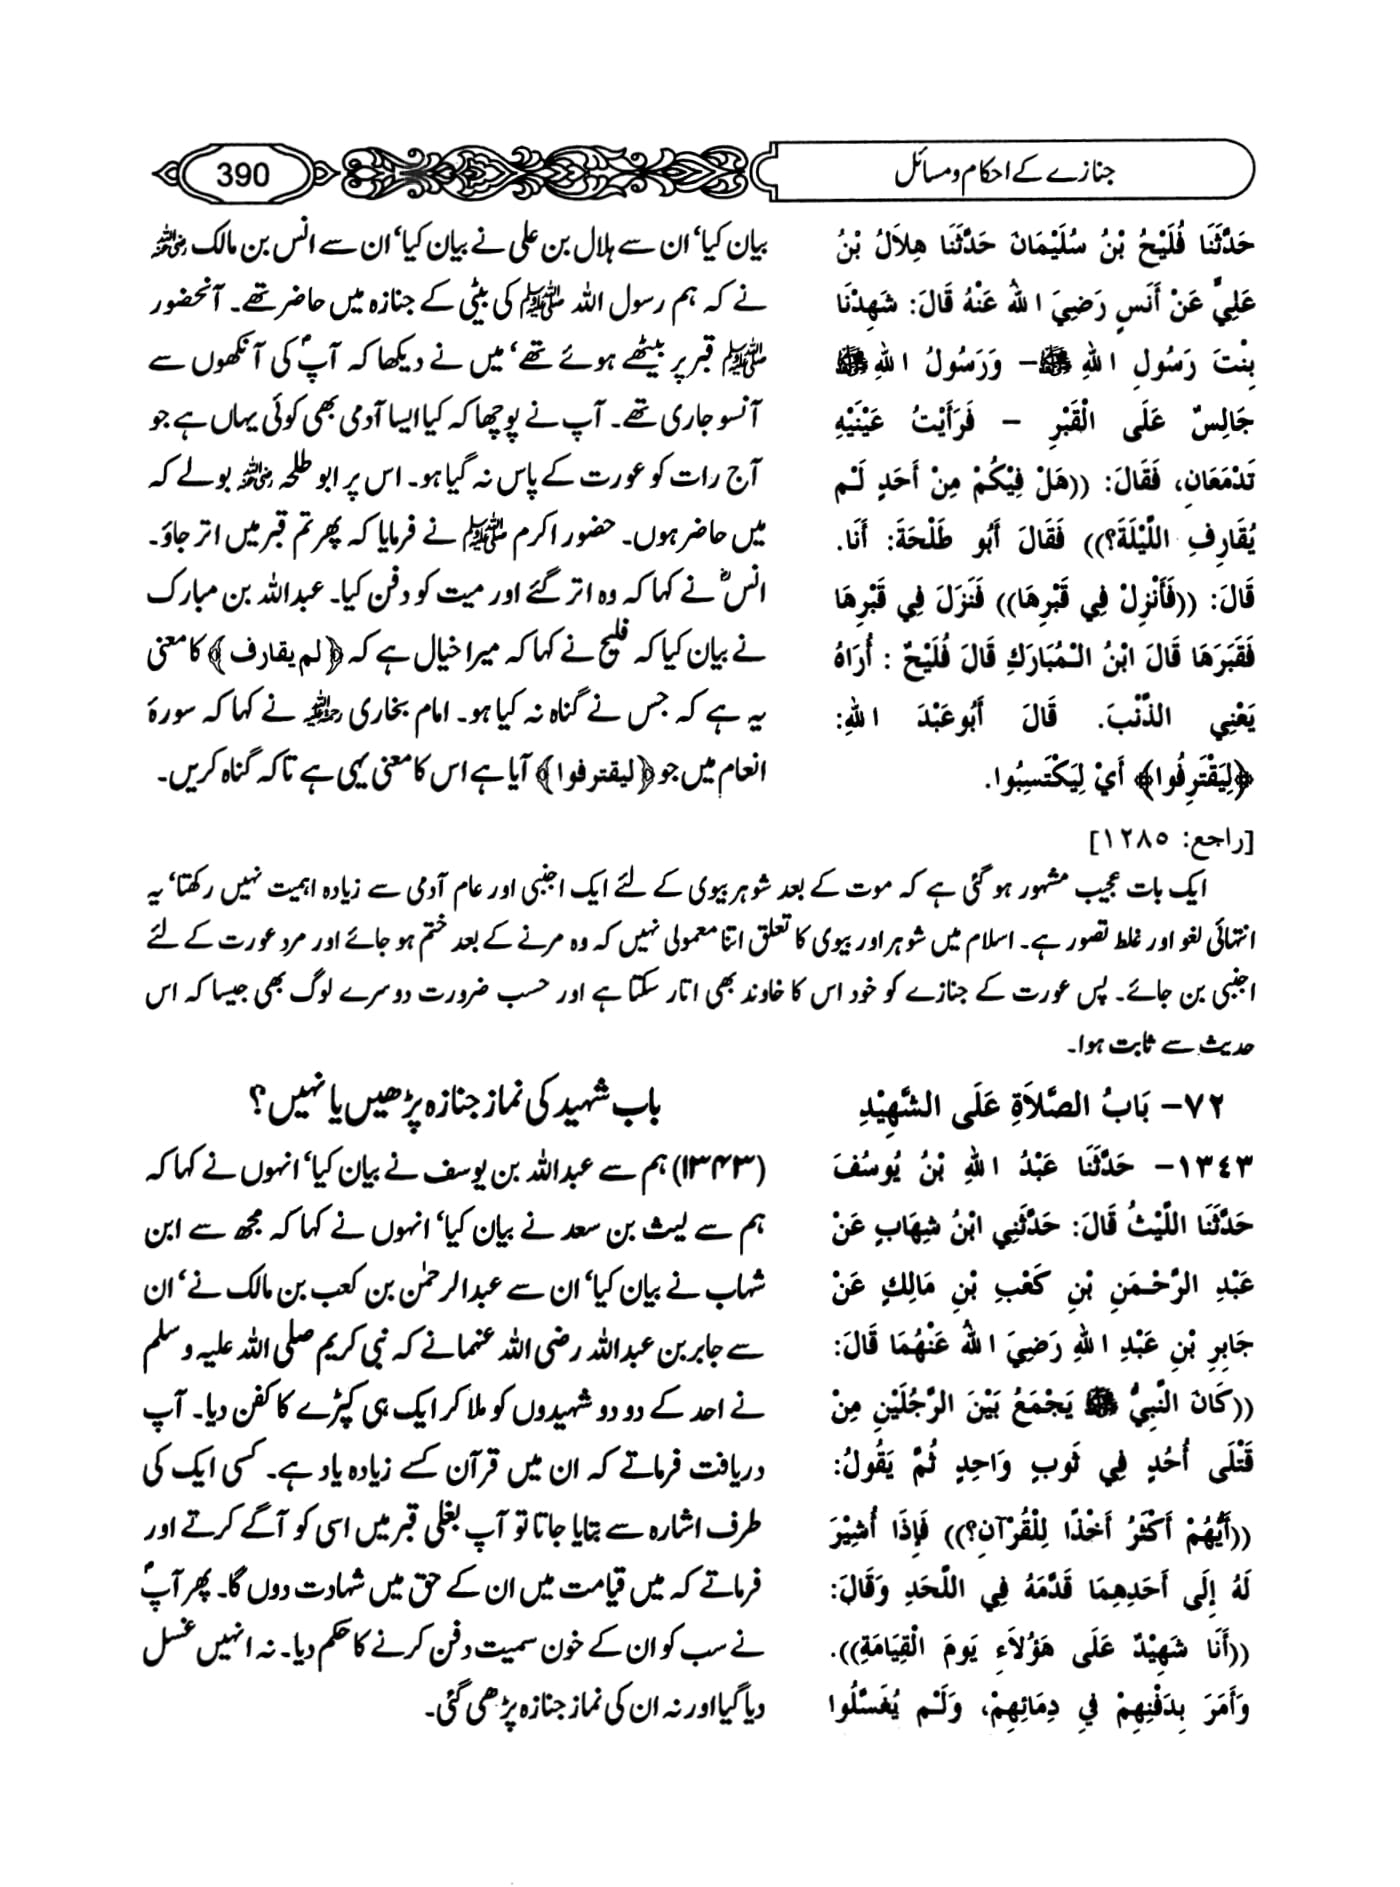 جنازے کے احکام و مسائل
390
حَدَّثَنَا فُلَيْحُ بْنُ سُلَيْمَانَ حَدَّثَنَا هِلاَلُ بْنُ
عَلِيٍّ عَنْ أَنَسٍ رَضِيَ اللهُ عَنْهُ قَالَ: شَهِدْنَا
بِنْتَ رَسُولِ اللهِ ﷺ – وَرَسُولُ اللهِ ﷺ
جَالِسٌ عَلَى الْقَبْرِ – فَرَأَيْتُ عَيْنَيْهِ
تَدْمَعَانِ، فَقَالَ: ((هَلْ فِيْكُمْ مِنْ أَحَدٍ لَمْ
يُقَارِفِ اللَّيْلَةَ؟)) فَقَالَ أَبُو طَلْحَةَ: أَنَا.
قَالَ: ((فَأَنْزِلْ فِي قَبْرِهَا)) فَنَزَلَ فِي قَبْرِهَا
فَقَبَرَهَا قَالَ ابْنُ الْمُبَارَكِ قَالَ فُلَيْحٌ : أُرَاهُ
يَعْنِي الذَّنْبَ. قَالَ أَبُوعَبْدَ اللهِ:
﴿لِيَقْتَرِفُوا﴾ أَيْ لِيَكْتَسِبُوا.
[راجع: ١٢٨٥]
بیان کیا‘ ان سے ہلال بن علی نے بیان کیا‘ ان سے انس بن مالک رضی اللہ عنہ
نے کہ ہم رسول اللہ ﷺ کی بیٹی کے جنازہ میں حاضر تھے۔ آنحضور
ﷺ قبر پر بیٹھے ہوئے تھے‘ میں نے دیکھا کہ آپؐ کی آنکھوں سے
آنسو جاری تھے۔ آپ نے پوچھا کہ کیا ایسا آدمی بھی کوئی یہاں ہے جو
آج رات کو عورت کے پاس نہ گیا ہو۔ اس پر ابو طلحہ رضی اللہ عنہ بولے کہ
میں حاضر ہوں۔ حضور اکرم ﷺ نے فرمایا کہ پھر تم قبر میں اتر جاؤ۔
انسؓ نے کہا کہ وہ اتر گئے اور میت کو دفن کیا۔ عبداللہ بن مبارک
نے بیان کیا کہ فلیح نے کہا کہ میرا خیال ہے کہ ﴿لم یقارف﴾ کا معنی
یہ ہے کہ جس نے گناہ نہ کیا ہو۔ امام بخاری رحمہ اللہ نے کہا کہ سورۂ
انعام میں جو ﴿لیقترفوا﴾ آیا ہے اس کا معنی یہی ہے تاکہ گناہ کریں۔
ایک بات عجیب مشہور ہو گئی ہے کہ موت کے بعد شوہر بیوی کے لئے ایک اجنبی اور عام آدمی سے زیادہ اہمیت نہیں رکھتا‘ یہ
انتہائی لغو اور غلط تصور ہے۔ اسلام میں شوہر اور بیوی کا تعلق اتنا معمولی نہیں کہ وہ مرنے کے بعد ختم ہو جائے اور مرد عورت کے لئے
اجنبی بن جائے۔ پس عورت کے جنازے کو خود اس کا خاوند بھی اتار سکتا ہے اور حسب ضرورت دوسرے لوگ بھی جیسا کہ اس
حدیث سے ثابت ہوا۔
٧٢– بَابُ الصَّلاَةِ عَلَى الشَّهِيْدِ
١٣٤٣– حَدَّثَنَا عَبْدُ اللهِ بْنُ يُوسُفَ
حَدَّثَنَا اللَّيْثُ قَالَ: حَدَّثَنِي ابْنُ شِهَابٍ عَنْ
عَبْدِ الرَّحْمَنِ بْنِ كَعْبِ بْنِ مَالِكٍ عَنْ
جَابِرِ بْنِ عَبْدِ اللهِ رَضِيَ اللهُ عَنْهُمَا قَالَ:
((كَانَ النَّبِيُّ ﷺ يَجْمَعُ بَيْنَ الرَّجُلَيْنِ مِنْ
قَتْلَى أُحُدٍ فِي ثَوبٍ وَاحِدٍ ثُمَّ يَقُولُ:
((أَيُّهُمْ أَكْثَرُ أَخْذًا لِلْقُرْآنِ؟)) فَإِذَا أُشِيْرَ
لَهُ إِلَى أَحَدِهِمَا قَدَّمَهُ فِي اللَّحَدِ وَقَالَ:
((أَنَا شَهِيْدٌ عَلَى هَؤُلاَءِ يَومَ الْقِيَامَةِ)).
وَأَمَرَ بِدَفْنِهِمْ فِي دِمَائِهِمْ، وَلَمْ يُغَسَّلُوا
باب شہید کی نماز جنازہ پڑھیں یا نہیں؟
(۱۳۴۳) ہم سے عبداللہ بن یوسف نے بیان کیا‘ انہوں نے کہا کہ
ہم سے لیث بن سعد نے بیان کیا‘ انہوں نے کہا کہ مجھ سے ابن
شہاب نے بیان کیا‘ ان سے عبدالرحمٰن بن کعب بن مالک نے‘ ان
سے جابر بن عبداللہ رضی اللہ عنہما نے کہ نبی کریم صلی اللہ علیہ و سلم
نے احد کے دو دو شہیدوں کو ملا کر ایک ہی کپڑے کا کفن دیا۔ آپ
دریافت فرماتے کہ ان میں قرآن کسے زیادہ یاد ہے۔ کسی ایک کی
طرف اشارہ سے بتایا جاتا تو آپ بغلی قبر میں اسی کو آگے کرتے اور
فرماتے کہ میں قیامت میں ان کے حق میں شہادت دوں گا۔ پھر آپؐ
نے سب کو ان کے خون سمیت دفن کرنے کا حکم دیا۔ نہ انہیں غسل
دیا گیا اور نہ ان کی نماز جنازہ پڑھی گئی۔